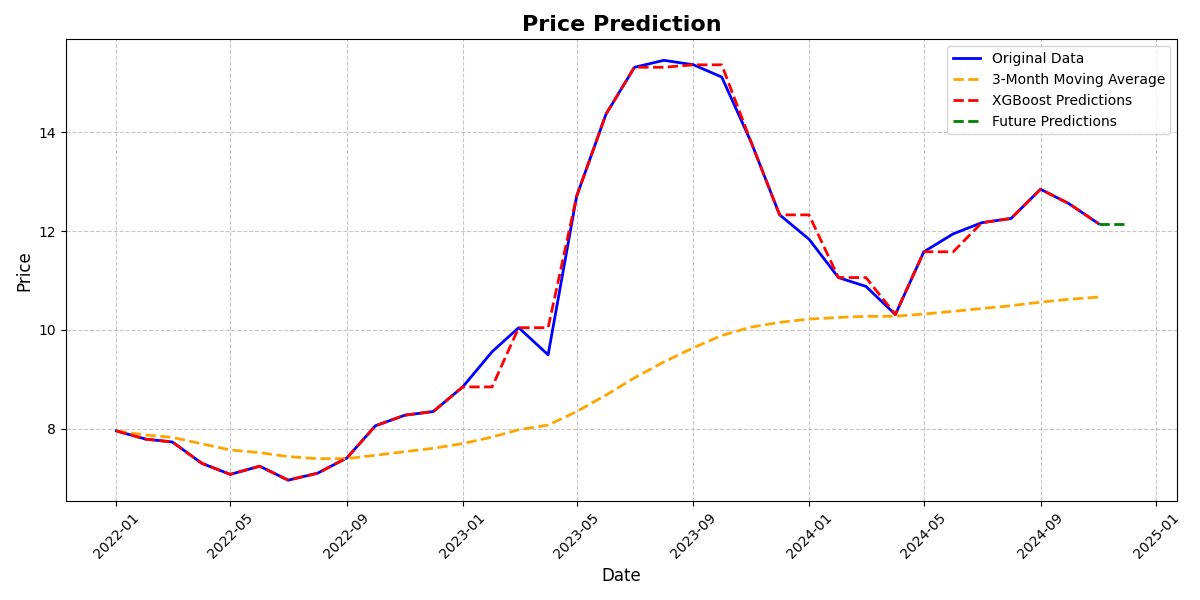 Price Prediction
Original Data
3-Month Moving Average
XGBoost Predictions
Future Predictions
Price
14
12
10
8
2022-01
2022-05
2022-09
2023-01
2023-05
2023-09
2024-01
2024-05
2024-09
2025-01
Date